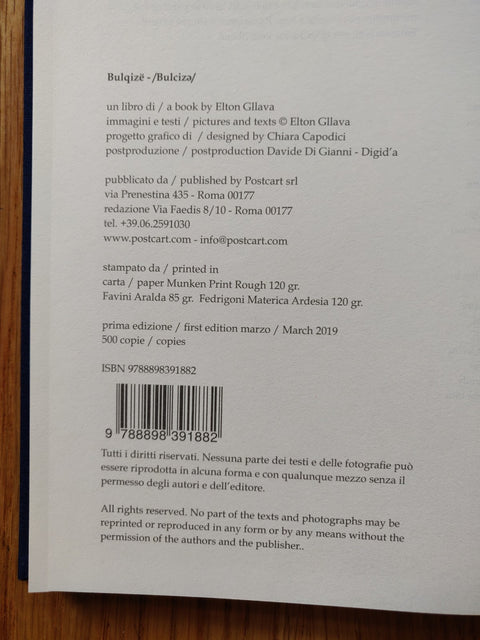 Bulqizë - /Bulcizə/
un libro di / a book by Elton Gllava
immagini e testi / pictures and texts © Elton Gllava
progetto grafico di / designed by Chiara Capodici
postproduzione / postproduction Davide Di Gianni - Digid'a
pubblicato da / published by Postcart srl
via Prenestina 435 - Roma 00177
redazione Via Faedis 8/10 - Roma 00177
tel. +39.06.2591030
www.postcart.com - info@postcart.com
stampato da / printed in
carta / paper Munken Print Rough 120 gr.
Favini Aralda 85 gr. Fedrigoni Materica Ardesia 120 gr.
prima edizione / first edition marzo / March 2019
500 copie / copies
ISBN 9788898391882
9 788898 391882
Tutti i diritti riservati. Nessuna parte dei testi e delle fotografie può
essere riprodotta in alcuna forma e con qualunque mezzo senza il
permesso degli autori e dell'editore.
All rights reserved. No part of the texts and photographs may be
reprinted or reproduced in any form or by any means without the
permission of the authors and the publisher..